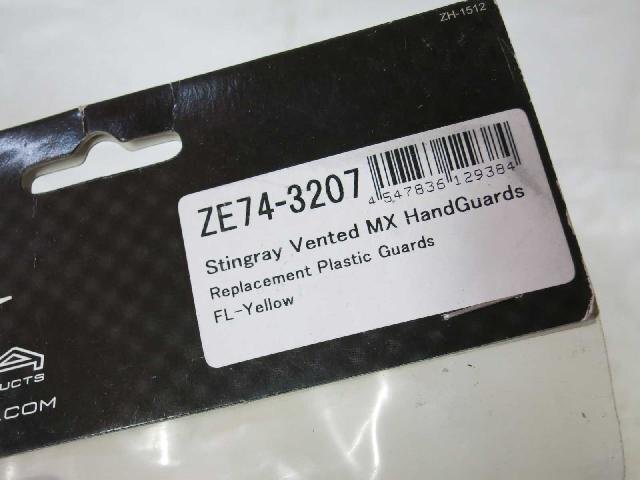 ZH-1512
ZE74-3207
4 547836 129384
Stingray Vented MX HandGuards
Replacement Plastic Guards
FL-Yellow
UCTS
.COM